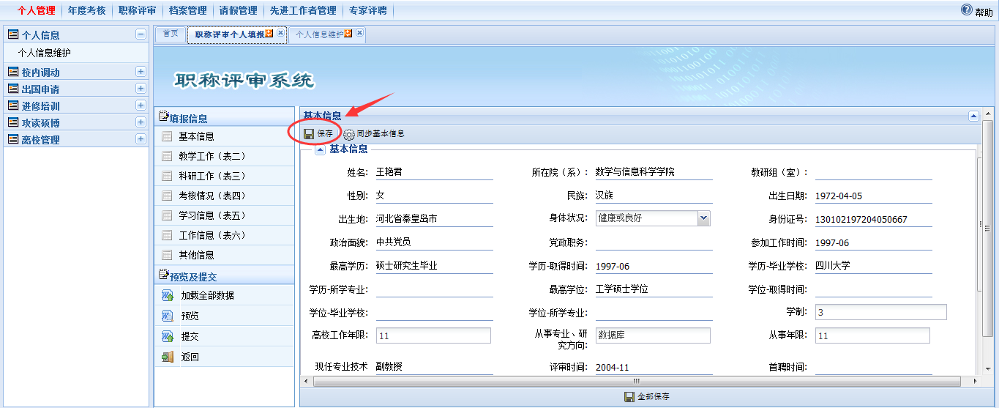 个人管理 年度考核 职称评审 档案管理 请假管理 先进工作者管理 专家评聘 帮助
个人信息
个人信息维护
校内调动
出国申请
进修培训
攻读硕博
离校管理
首页 职称评审个人填报 个人信息维护
职称评审系统
填报信息
基本信息
教学工作（表二）
科研工作（表三）
考核情况（表四）
学习信息（表五）
工作信息（表六）
其他信息
预览及提交
加载全部数据
预览
提交
返回
基本信息
保存 同步基本信息
基本信息
姓名: 王艳君 所在院（系）: 数学与信息科学学院 教研组（室）:
性别: 女 民族: 汉族 出生日期: 1972-04-05
出生地: 河北省秦皇岛市 身体状况: 健康或良好 身份证号: 130102197204050667
政治面貌: 中共党员 党政职务: 参加工作时间: 1997-06
最高学历: 硕士研究生毕业 学历-取得时间: 1997-06 学历-毕业学校: 四川大学
学历-所学专业: 最高学位: 工学硕士学位 学位-取得时间:
学位-毕业学校: 学位-所学专业: 学制: 3
高校工作年限: 11 从事专业、研
究方向: 数据库 从事年限: 11
现任专业技术 副教授 评审时间: 2004-11 首聘时间:
全部保存